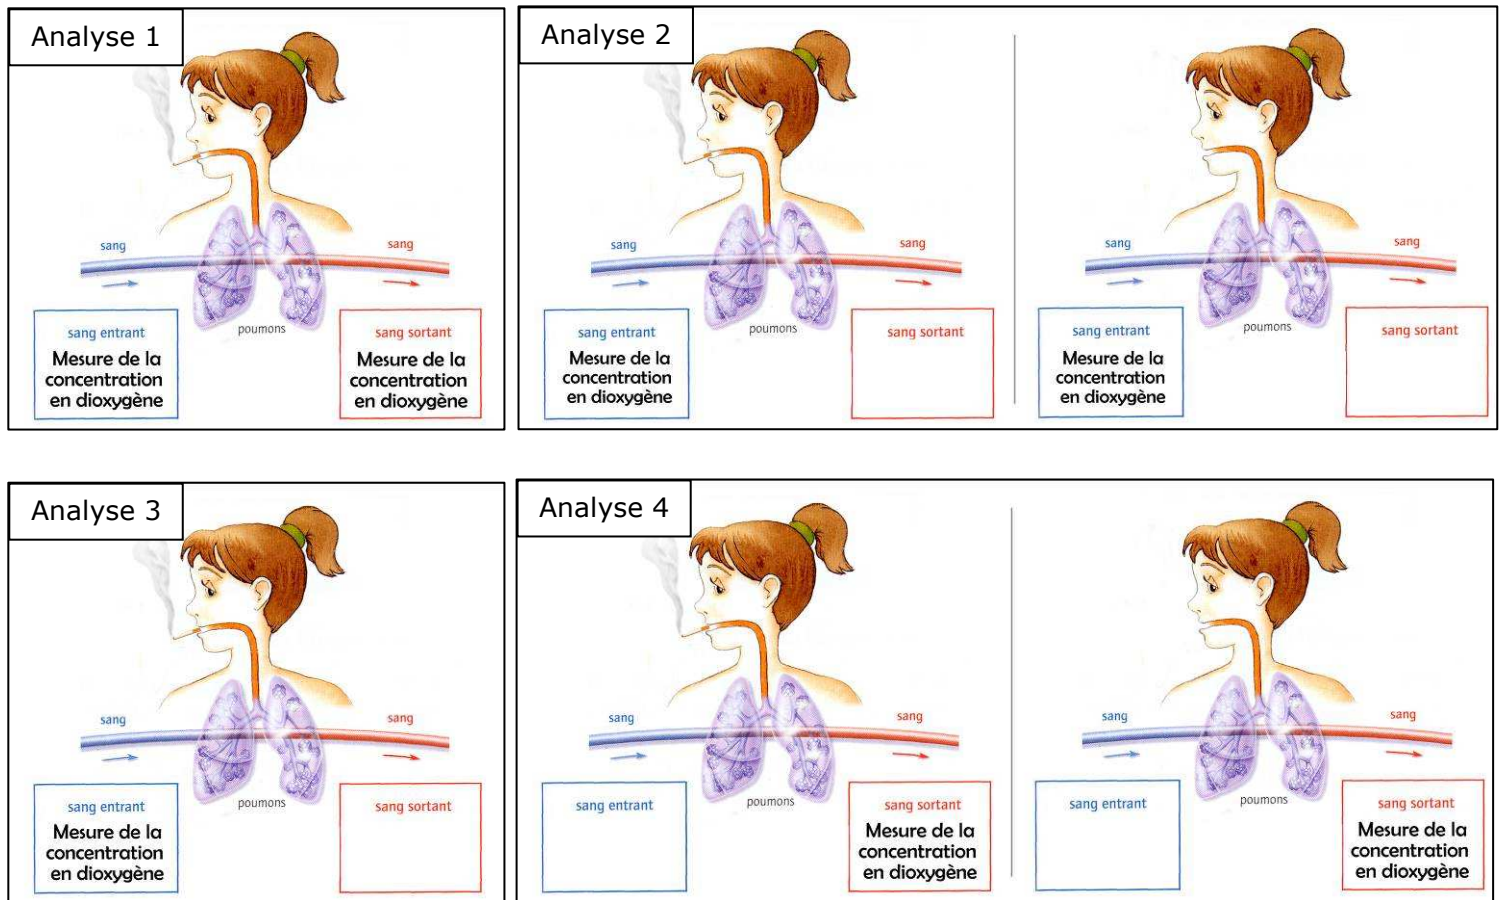 Analyse 1
sang
sang
poumons
sang entrant
Mesure de la
concentration
en dioxygène
sang sortant
Mesure de la
concentration
en dioxygène
Analyse 2
sang
sang
poumons
sang entrant
Mesure de la
concentration
en dioxygène
sang sortant
sang
sang
poumons
sang entrant
Mesure de la
concentration
en dioxygène
sang sortant
Analyse 3
sang
sang
poumons
sang entrant
Mesure de la
concentration
en dioxygène
sang sortant
Analyse 4
sang
sang
poumons
sang entrant
sang sortant
Mesure de la
concentration
en dioxygène
sang
sang
poumons
sang entrant
sang sortant
Mesure de la
concentration
en dioxygène